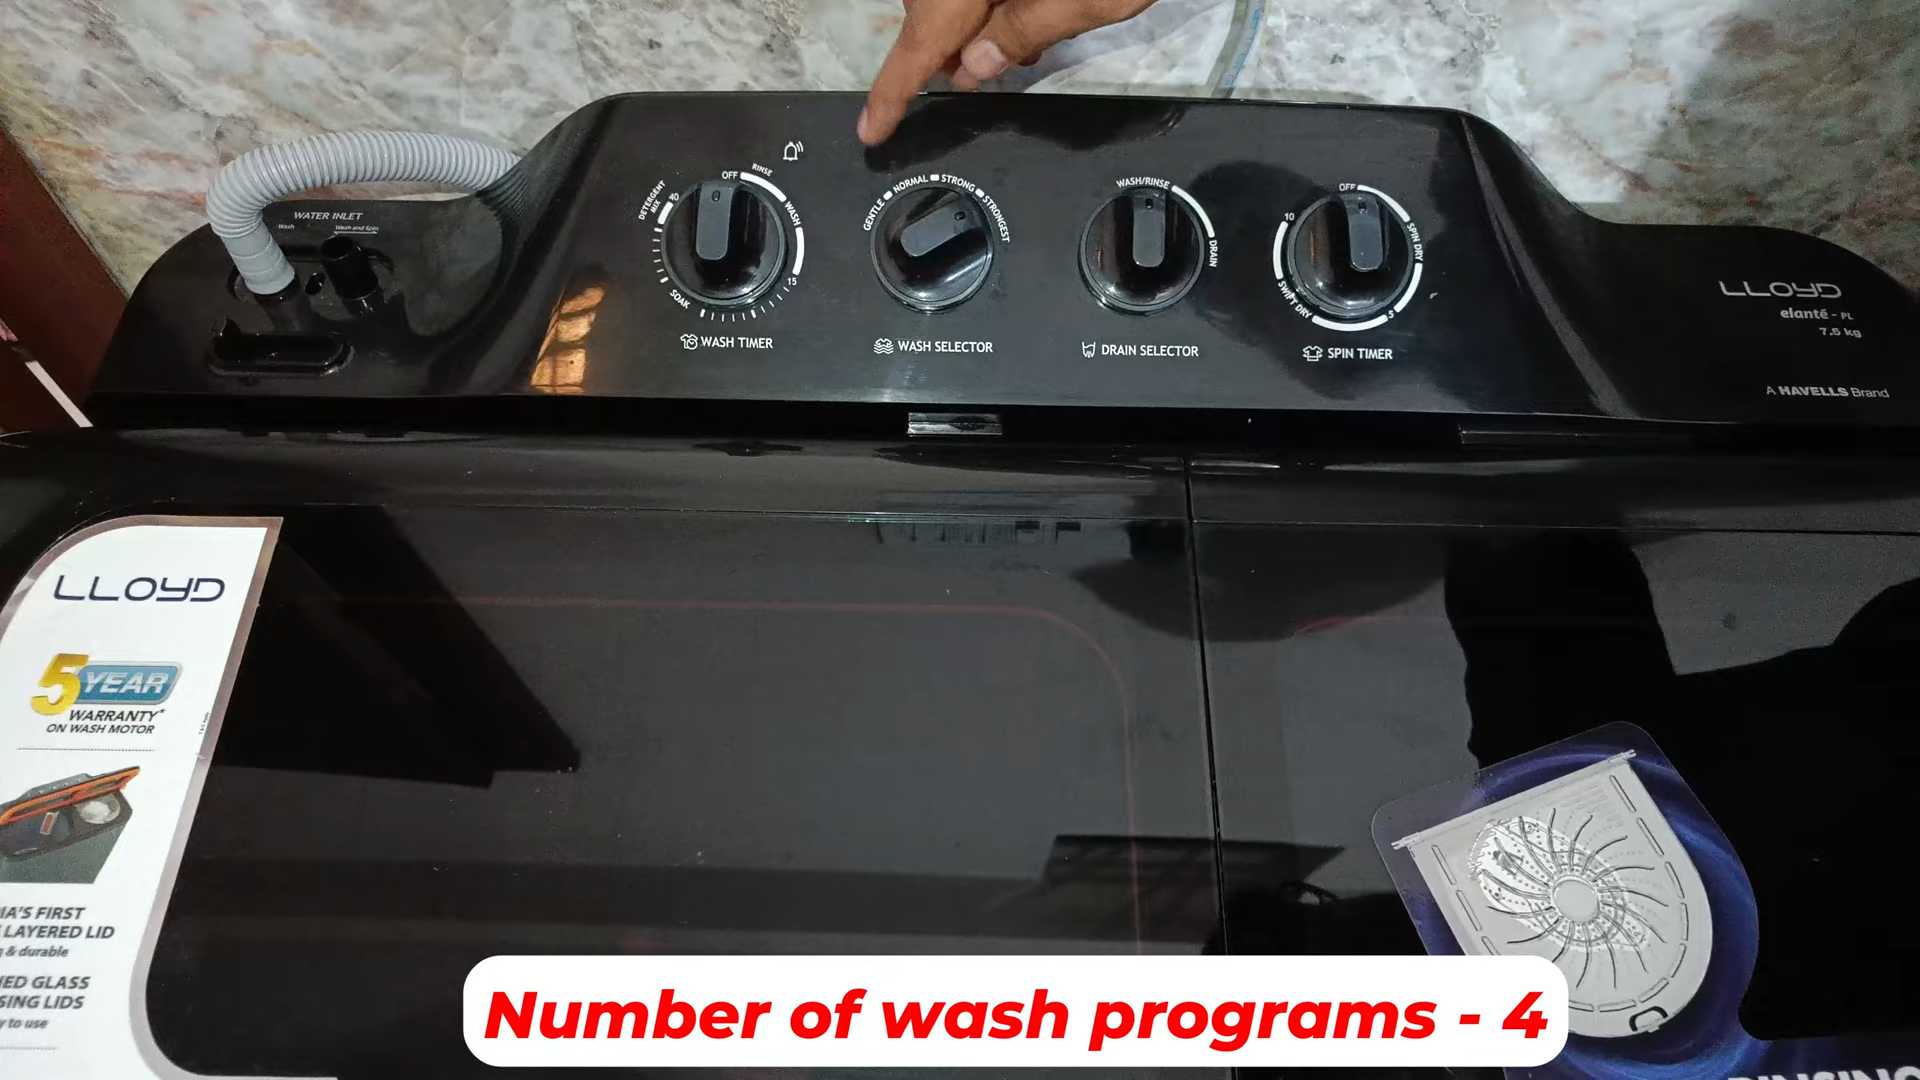 WATER INLET
Wash
Wash and Spin
OFF
RINSE
WASH
15
SOAK
40
DETERGENT MIX
WASH TIMER
GENTLE
NORMAL
STRONG
STRONGEST
WASH SELECTOR
WASH/RINSE
DRAIN
DRAIN SELECTOR
OFF
SPIN DRY
5
SWIFT DRY
10
SPIN TIMER
LLOYD
elanté - PL
7.5 kg
A HAVELLS Brand
LLOYD
5 YEAR
WARRANTY*
ON WASH MOTOR
IA'S FIRST
LAYERED LID
& durable
ED GLASS
SING LIDS
y to use
Number of wash programs - 4